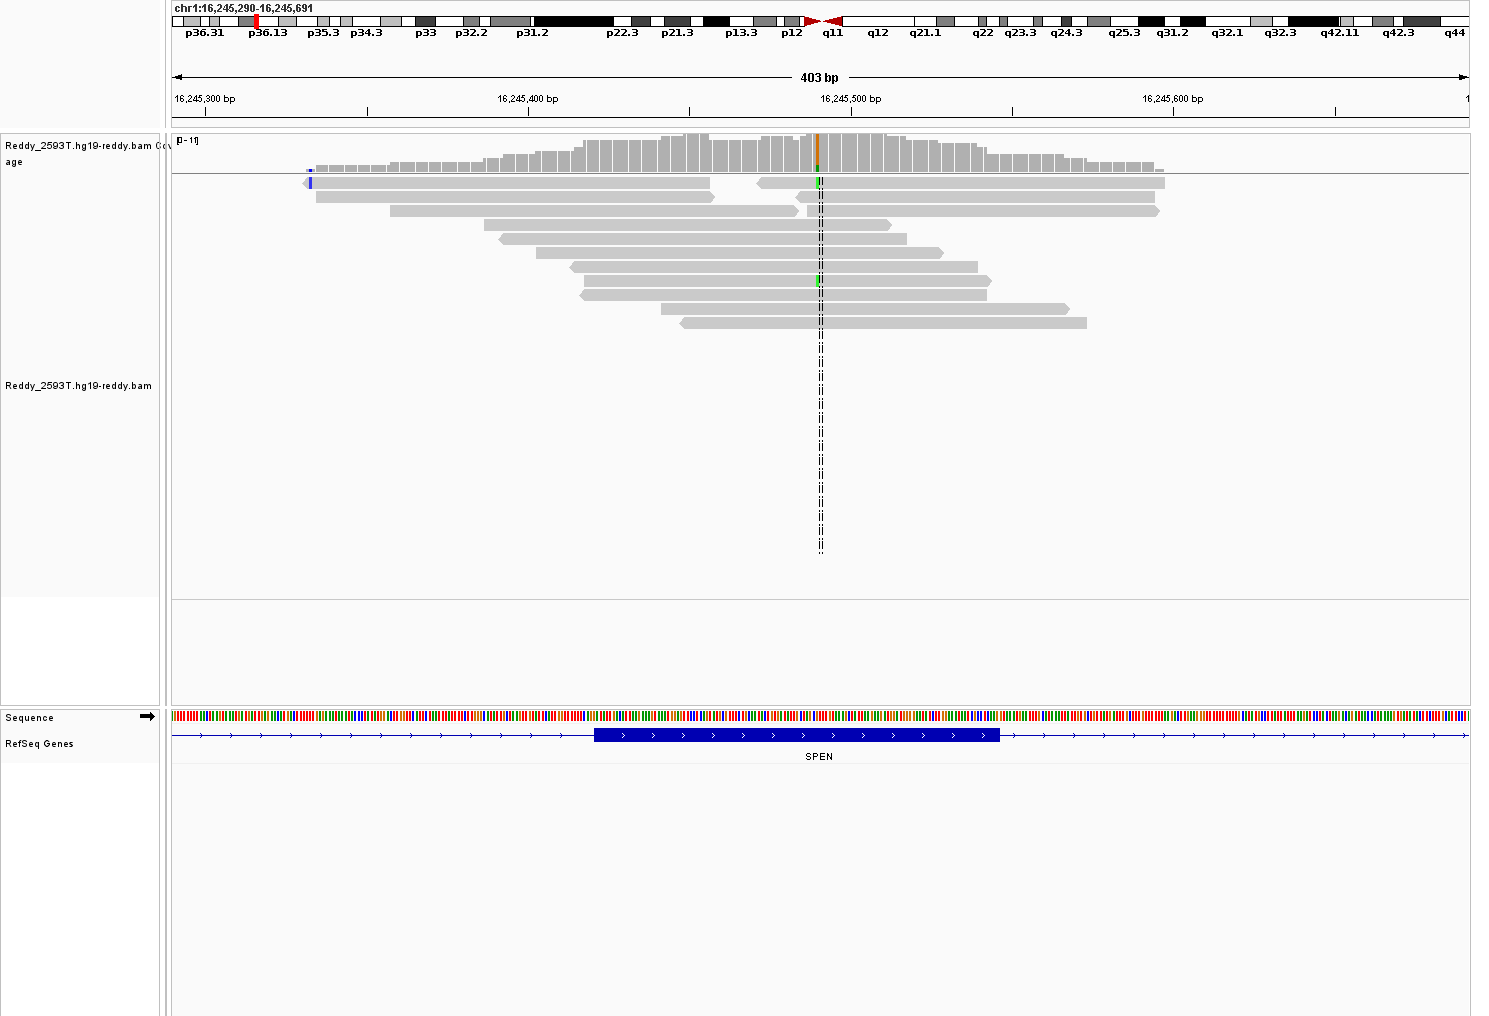 chr1:16,245,290-16,245,691
p36.31 p36.13 p35.3 p34.3 p33 p32.2 p31.2 p22.3 p21.3 p13.3 p12 q11 q12 q21.1 q22 q23.3 q24.3 q25.3 q31.2 q32.1 q32.3 q42.11 q42.3 q44
403 bp
16,245,300 bp 16,245,400 bp 16,245,500 bp 16,245,600 bp 1
Reddy_2593T.hg19-reddy.bam Cov
age
[0 - 11]
Reddy_2593T.hg19-reddy.bam
Sequence
RefSeq Genes
SPEN